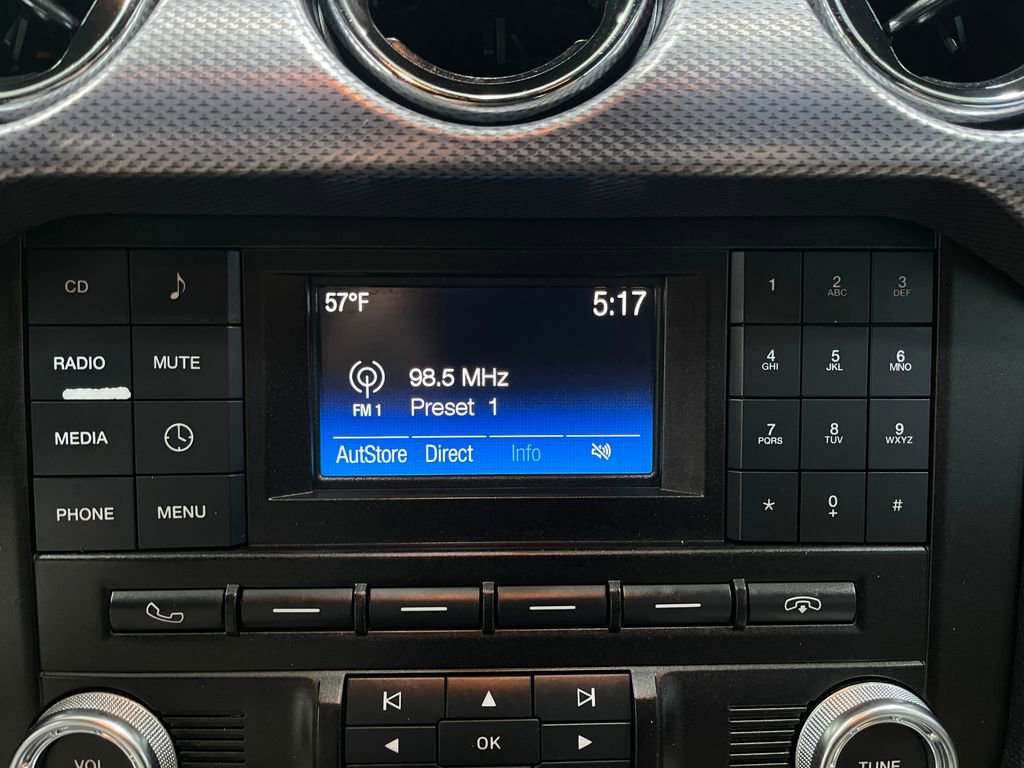 CD
RADIO
MUTE
MEDIA
PHONE
MENU
57°F
5:17
FM 1
98.5 MHz
Preset 1
AutStore Direct Info
1
2
ABC
3
DEF
4
GHI
5
JKL
6
MNO
7
PQRS
8
TUV
9
WXYZ
*
0
+
#
OK
VOL
TUNE